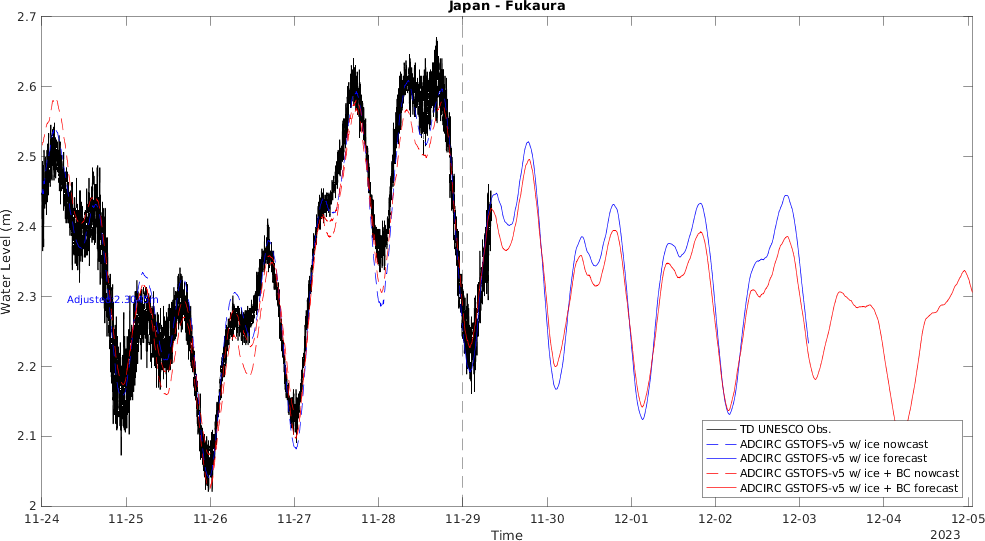 Japan - Fukaura
2.7
2.6
2.5
2.4
2.3
2.2
2.1
2
Water Level (m)
11-24
11-25
11-26
11-27
11-28
11-29
11-30
12-01
12-02
12-03
12-04
12-05
Time
2023
TD UNESCO Obs.
ADCIRC GSTOFS-v5 w/ ice nowcast
ADCIRC GSTOFS-v5 w/ ice forecast
ADCIRC GSTOFS-v5 w/ ice + BC nowcast
ADCIRC GSTOFS-v5 w/ ice + BC forecast